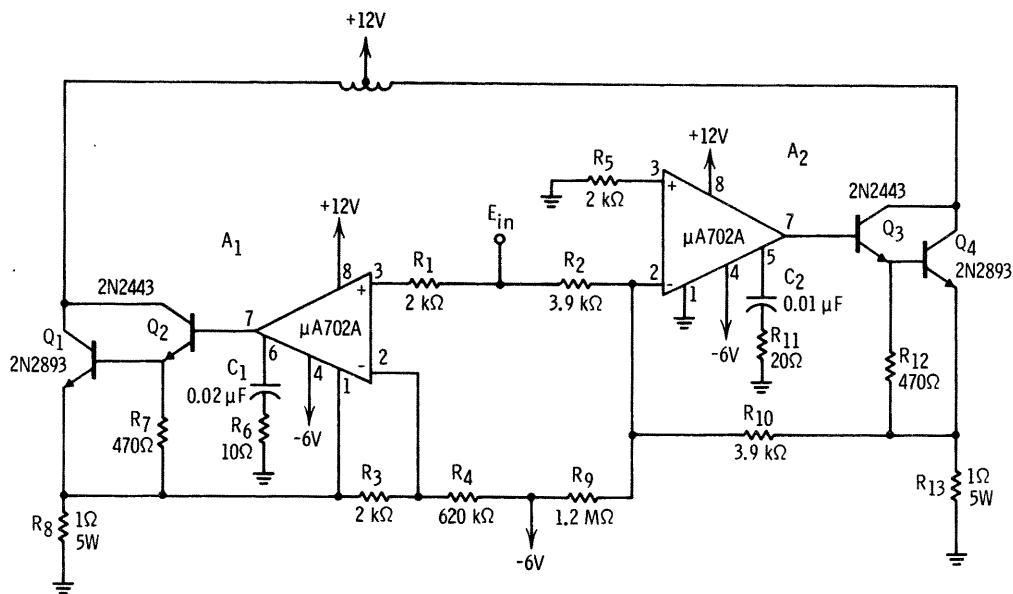 +12V
+12V
A2
R5
2 kΩ
3
+
8
μA702A
7
2N2443
Q3
Q4
2N2893
5
C2
0.01 μF
4
-6V
2
-
1
R11
20Ω
R12
470Ω
Ein
R1
2 kΩ
R2
3.9 kΩ
A1
+12V
8
3
+
μA702A
7
6
2
-
4
1
2N2443
Q1
Q2
2N2893
C1
0.02 μF
R6
10Ω
-6V
R7
470Ω
R10
3.9 kΩ
R3
2 kΩ
R4
620 kΩ
R9
1.2 MΩ
-6V
R8
1Ω
5W
R13
1Ω
5W